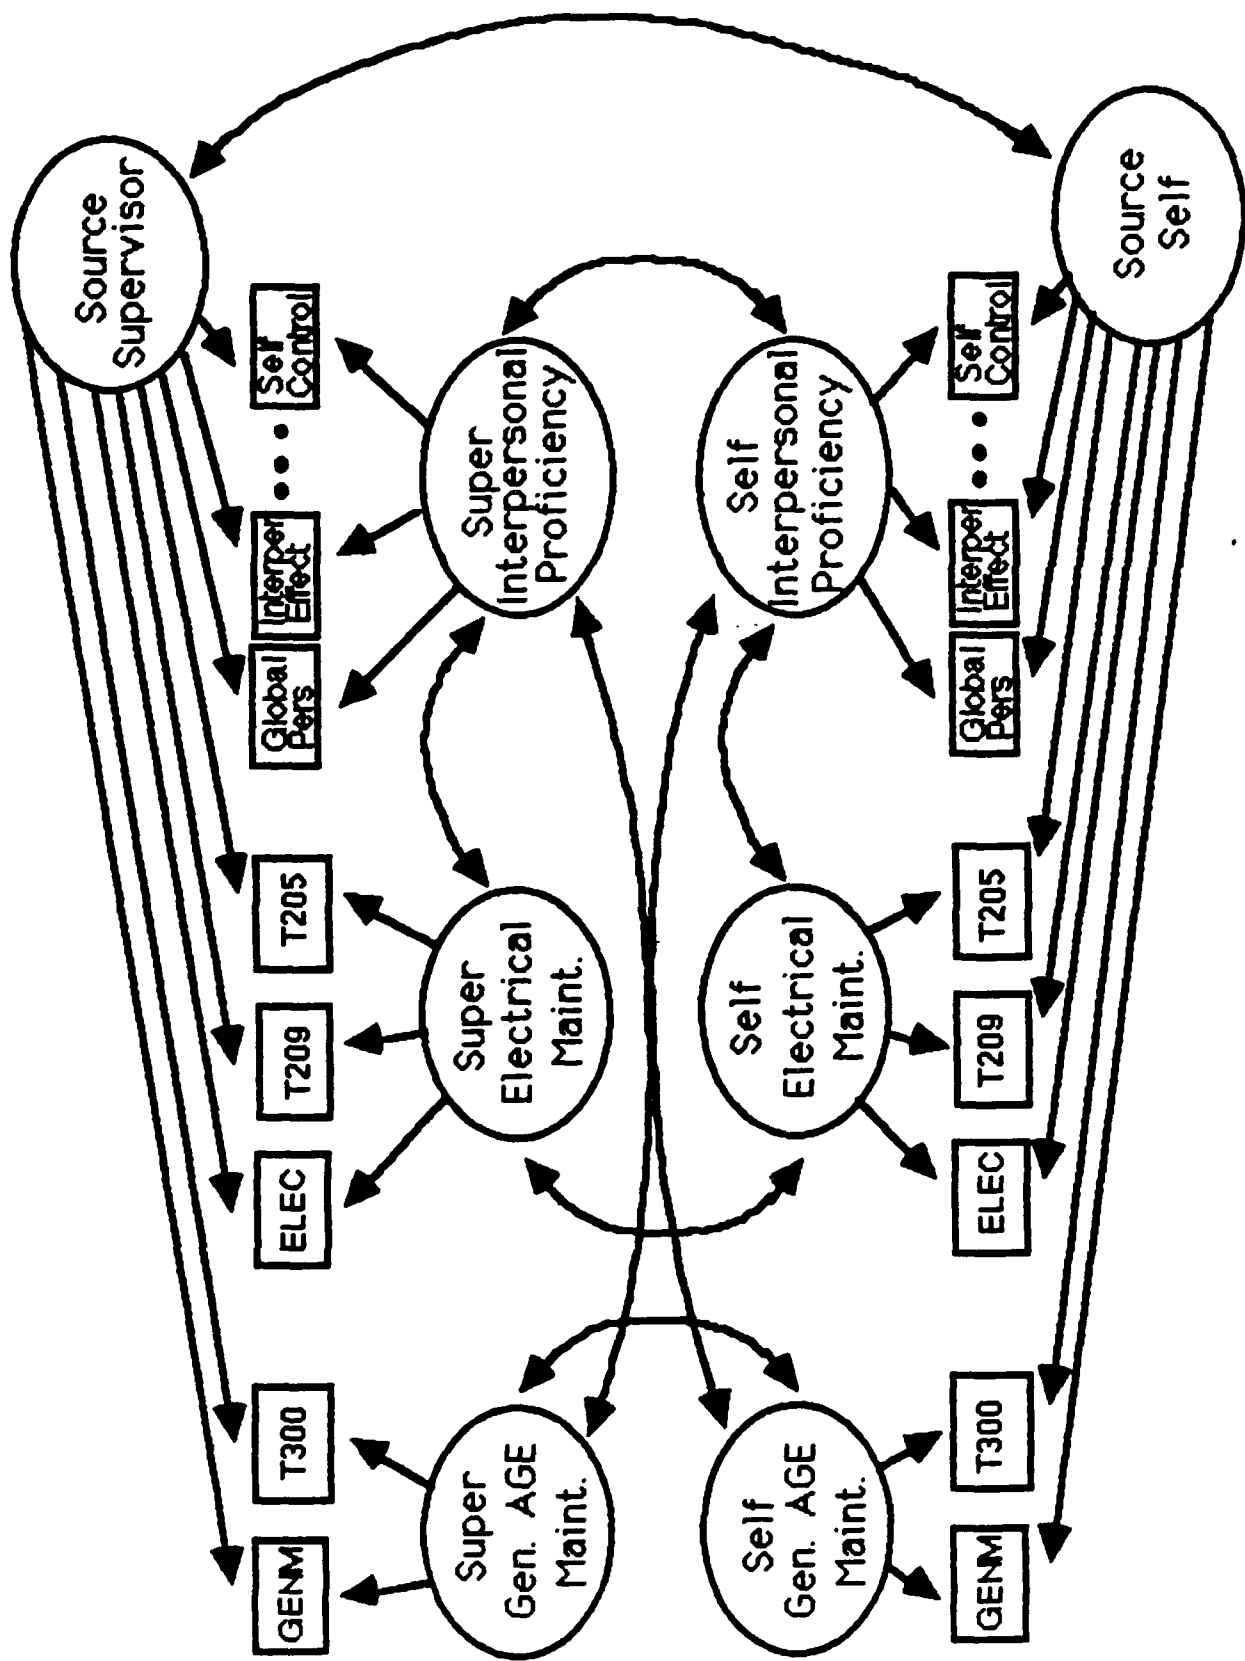 Source
Supervisor
GENM
T300
ELEC
T209
T205
Global
Pers
Interper
Effect
Self
Control
Super
Gen. AGE
Maint.
Super
Electrical
Maint.
Super
Interpersonal
Proficiency
Self
Gen. AGE
Maint.
Self
Electrical
Maint.
Self
Interpersonal
Proficiency
GENM
T300
ELEC
T209
T205
Global
Pers
Interper
Effect
Self
Control
Source
Self